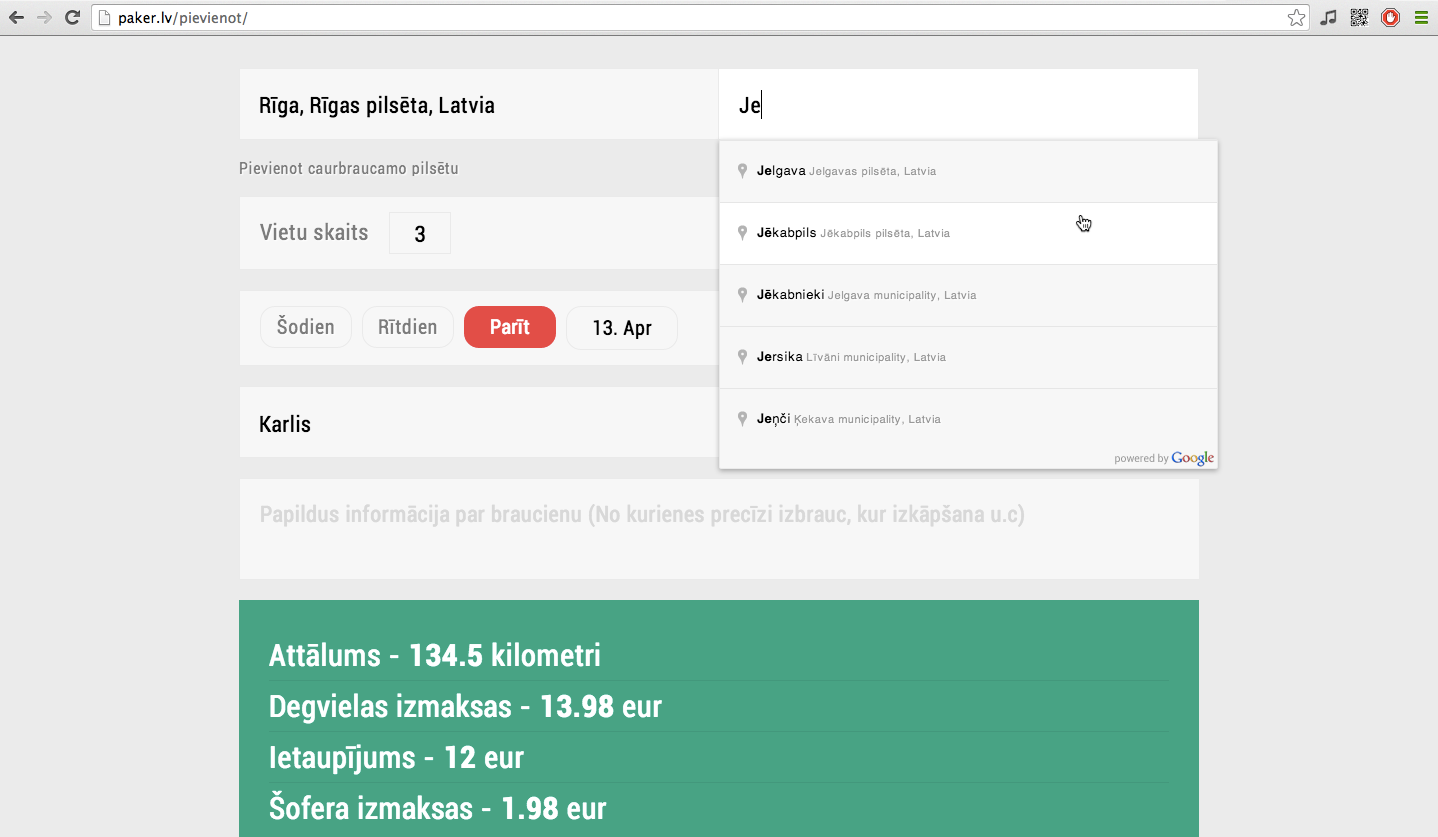 paker.lv/pievienot/
Rīga, Rīgas pilsēta, Latvia
Je
Pievienot caurbraucamo pilsētu
Jelgava Jelgavas pilsēta, Latvia
Vietu skaits 3
Jēkabpils Jēkabpils pilsēta, Latvia
Jēkabnieki Jelgava municipality, Latvia
Šodien Rītdien Parīt 13. Apr
Jersika Līvāni municipality, Latvia
Karlis
Jeņči Ķekava municipality, Latvia
powered by Google
Papildus informācija par braucienu (No kurienes precīzi izbrauc, kur izkāpšana u.c)
Attālums - 134.5 kilometri
Degvielas izmaksas - 13.98 eur
Ietaupījums - 12 eur
Šofera izmaksas - 1.98 eur